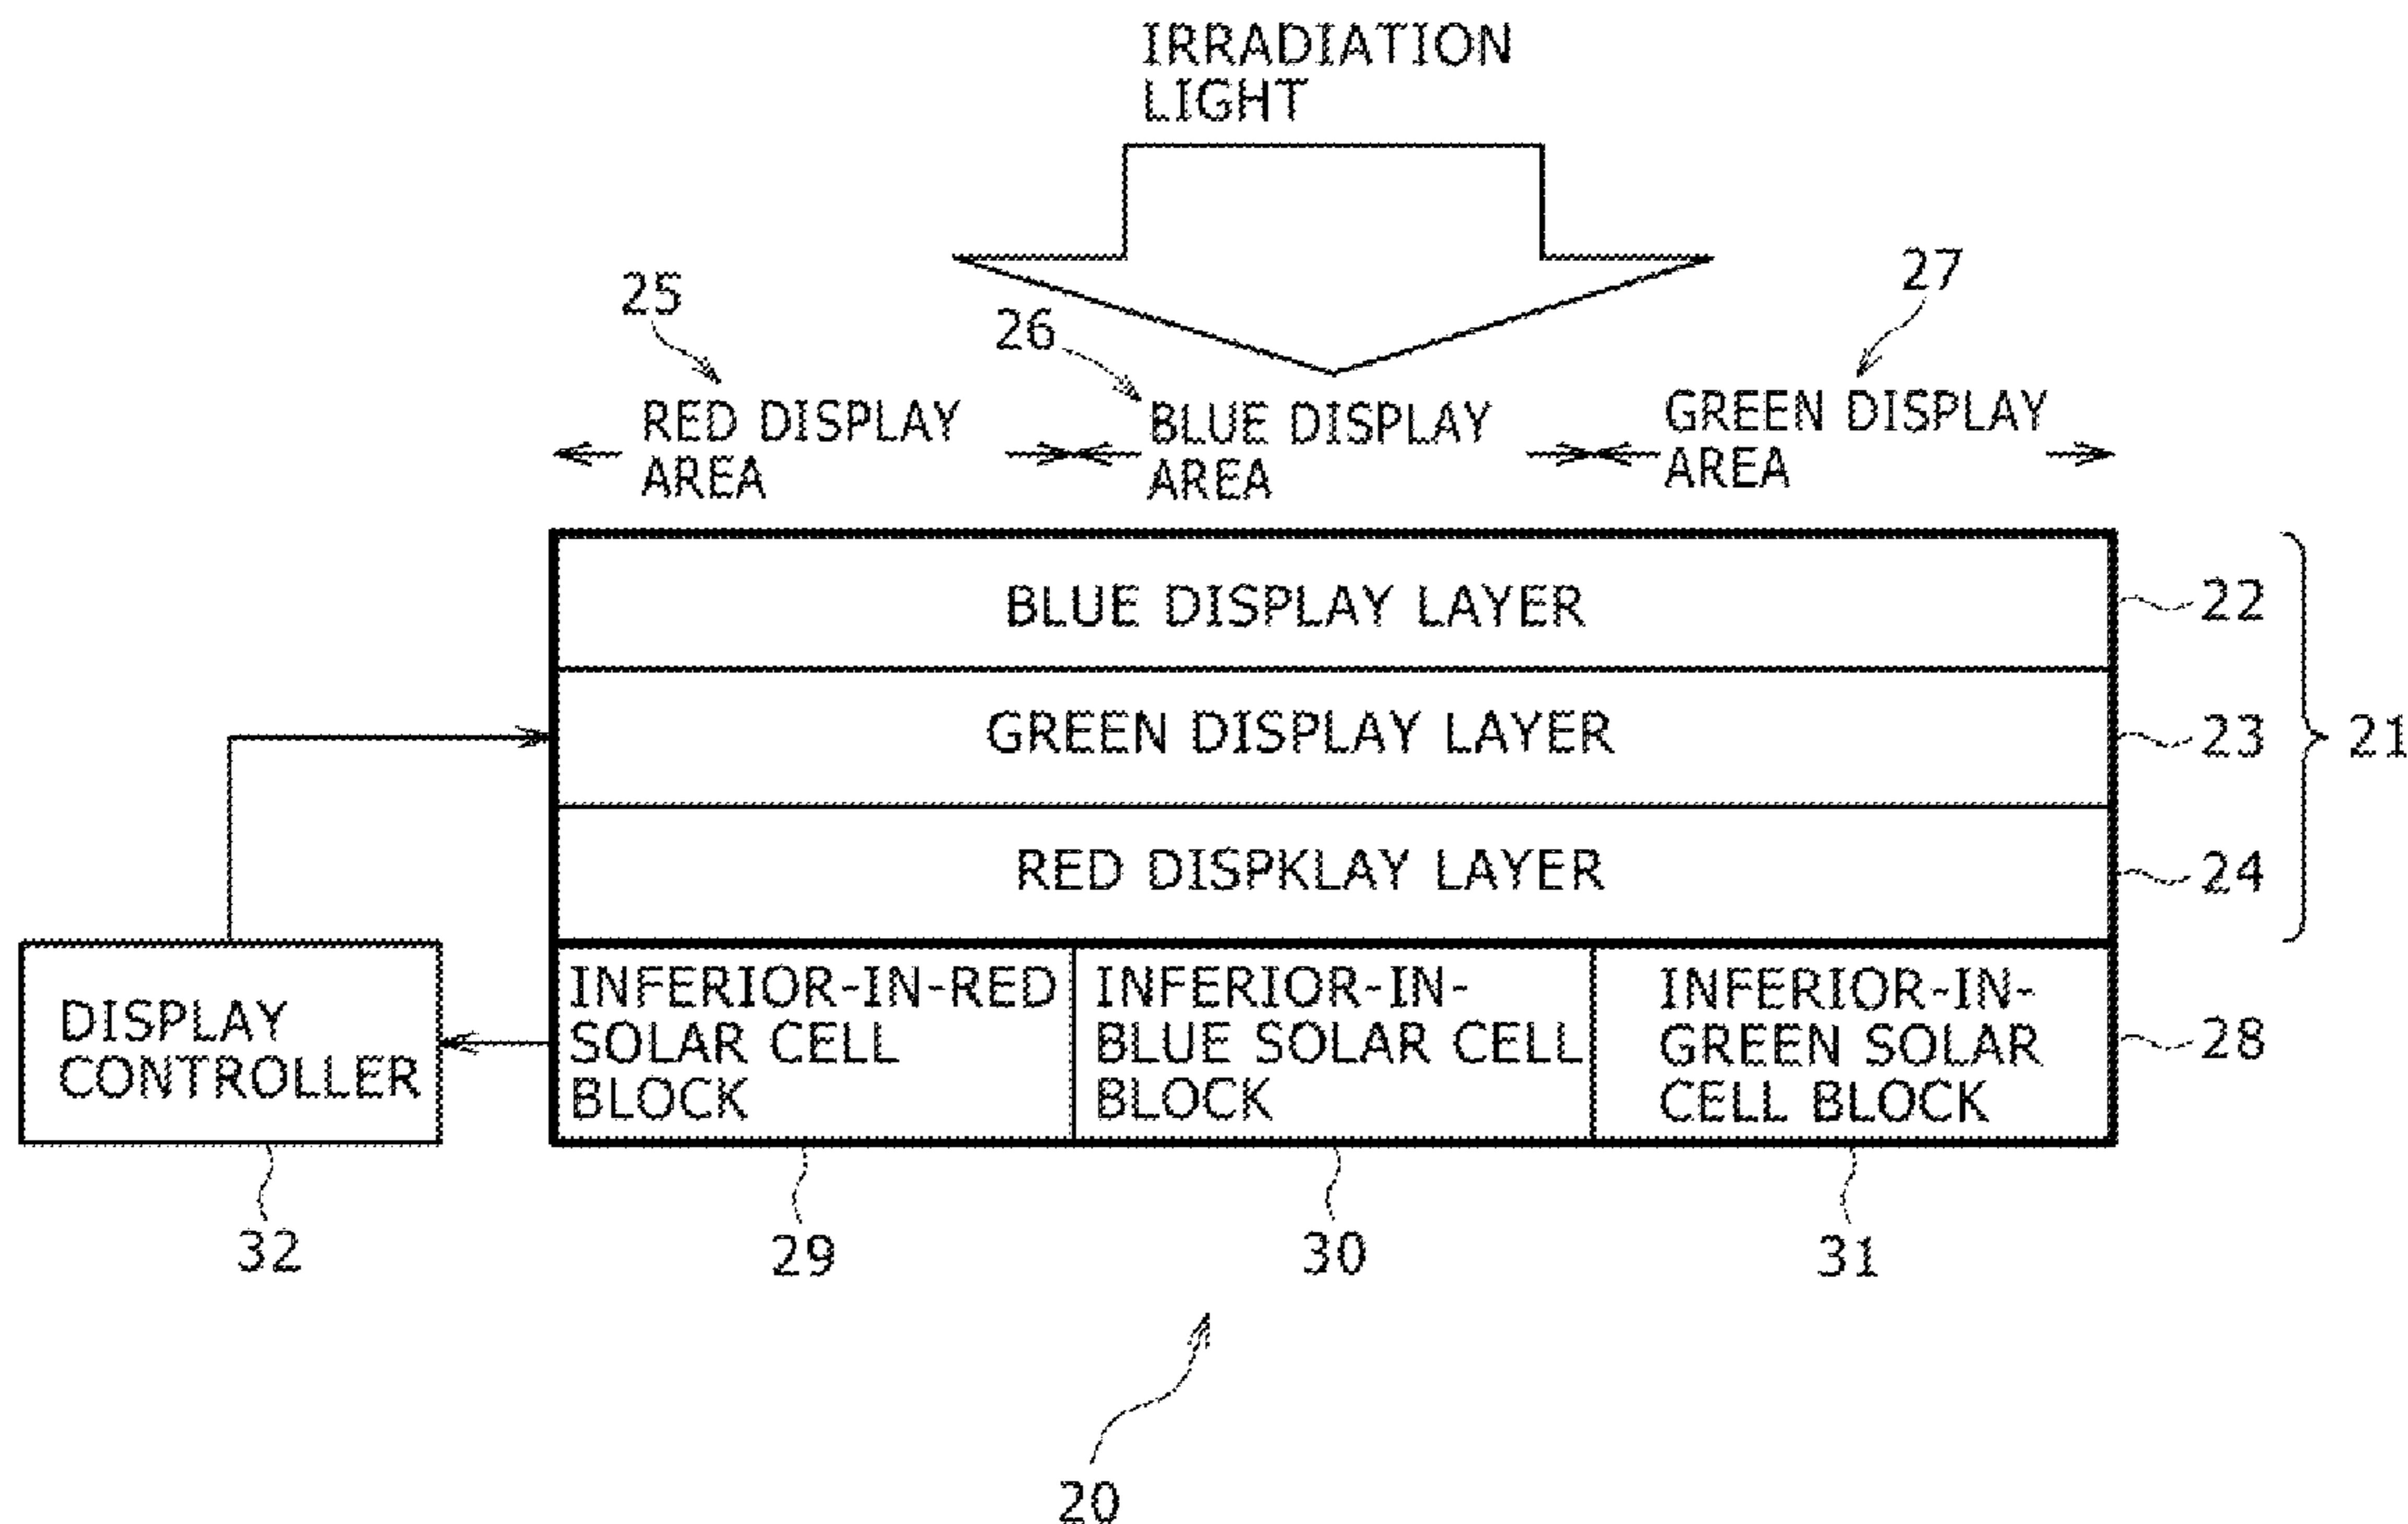 IRRADIATION
LIGHT
25
26
27
RED DISPLAY
AREA
BLUE DISPLAY
AREA
GREEN DISPLAY
AREA
BLUE DISPLAY LAYER
22
GREEN DISPLAY LAYER
23
21
RED DISPKLAY LAYER
24
DISPLAY
CONTROLLER
INFERIOR-IN-RED
SOLAR CELL
BLOCK
INFERIOR-IN-
BLUE SOLAR CELL
BLOCK
INFERIOR-IN-
GREEN SOLAR
CELL BLOCK
28
32
29
30
31
20